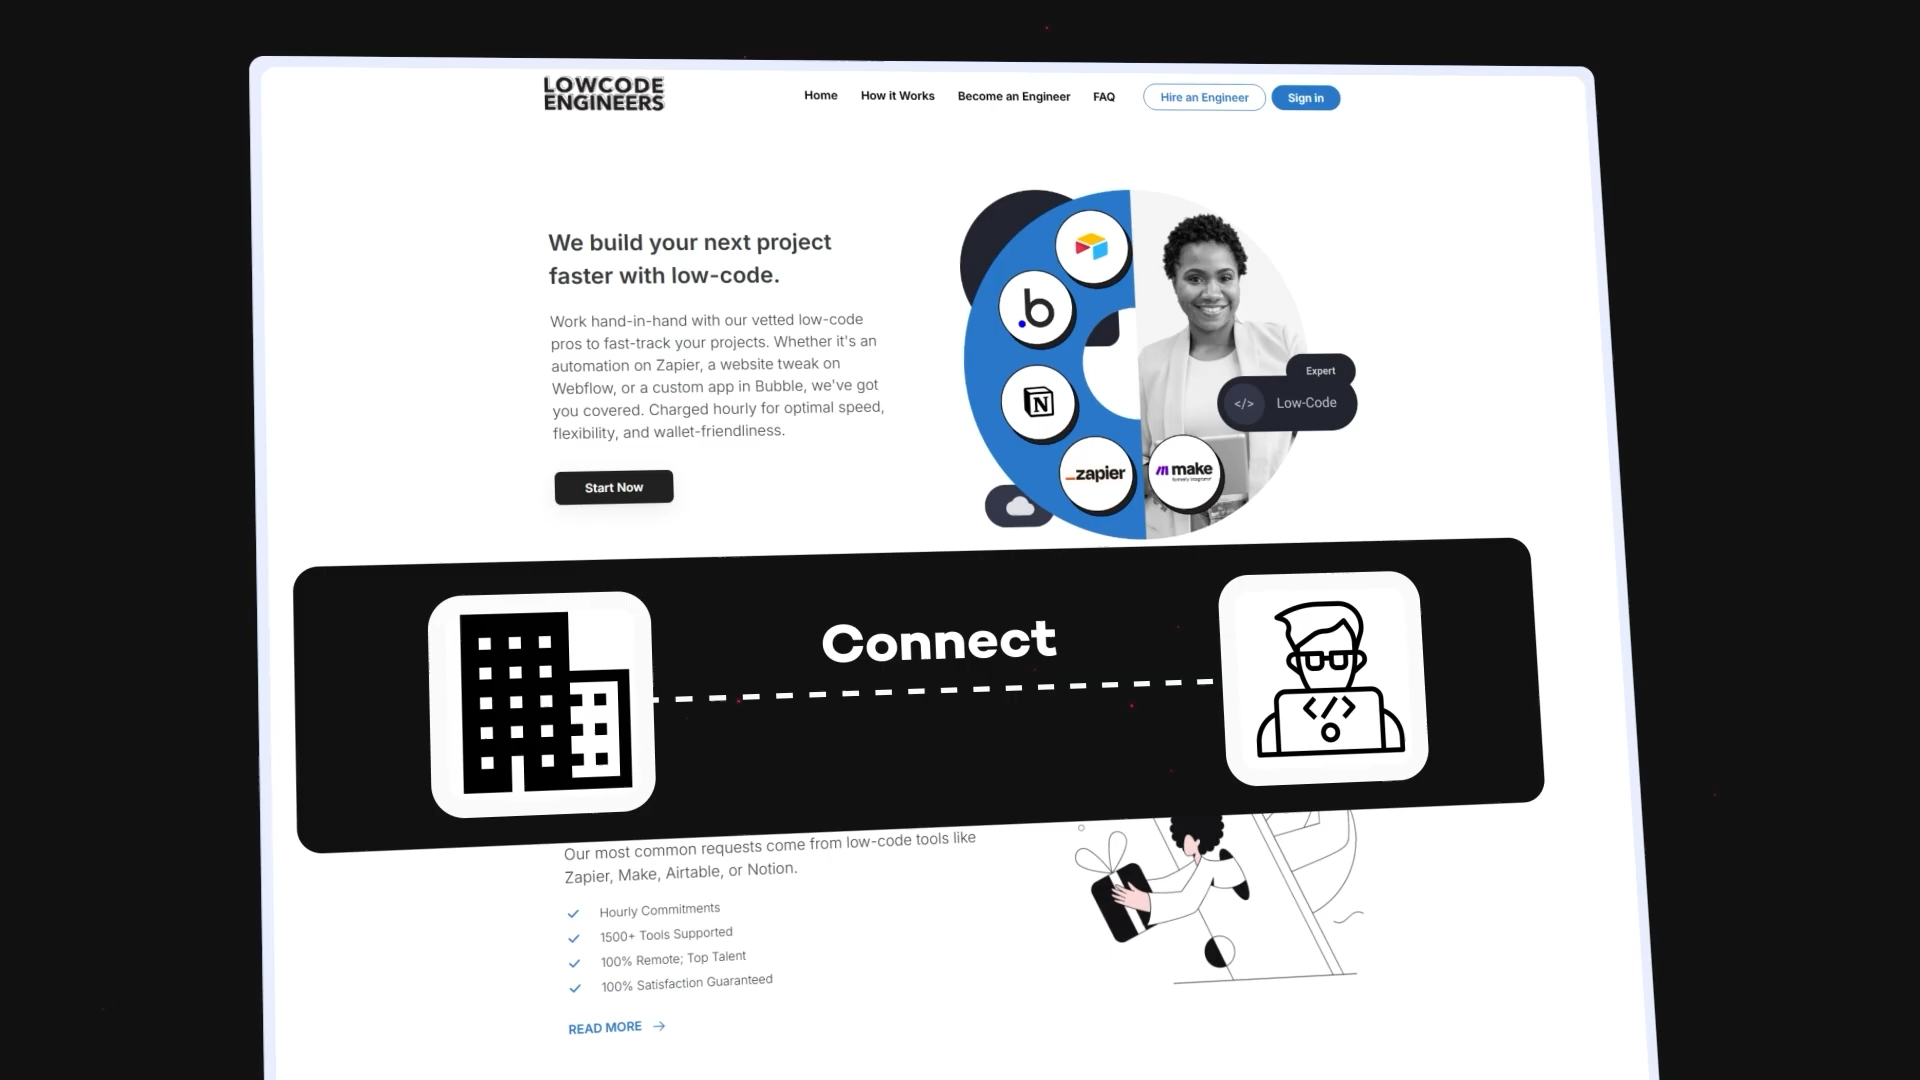 LOWCODE
ENGINEERS
Home How it Works Become an Engineer FAQ Hire an Engineer Sign in
We build your next project
faster with low-code.
Work hand-in-hand with our vetted low-code
pros to fast-track your projects. Whether it's an
automation on Zapier, a website tweak on
Webflow, or a custom app in Bubble, we've got
you covered. Charged hourly for optimal speed,
flexibility, and wallet-friendliness.
Start Now
b
N
zapier
make
formerly Integromat
Expert
</> Low-Code
Connect
</>
Our most common requests come from low-code tools like
Zapier, Make, Airtable, or Notion.
Hourly Commitments
1500+ Tools Supported
100% Remote; Top Talent
100% Satisfaction Guaranteed
READ MORE